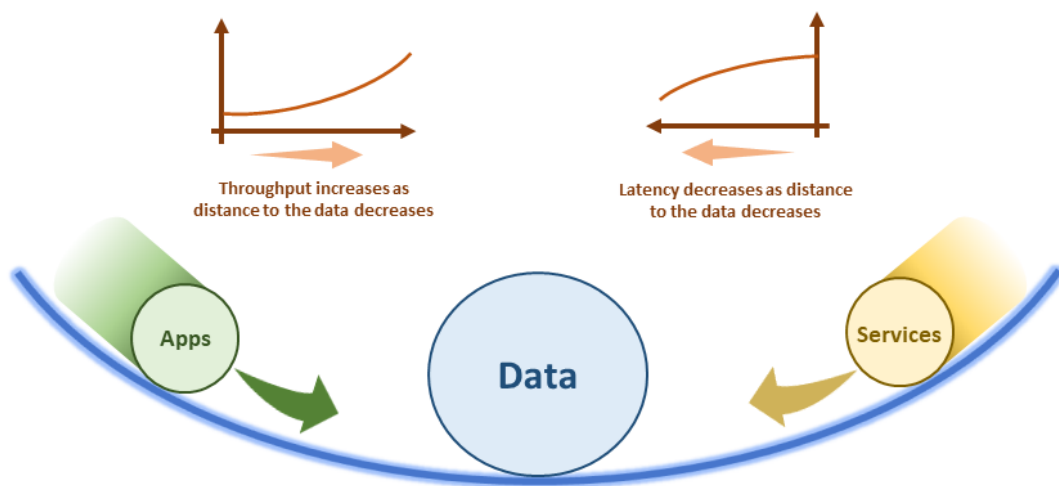 Throughput increases as
distance to the data decreases
Latency decreases as distance
to the data decreases
Apps
Data
Services